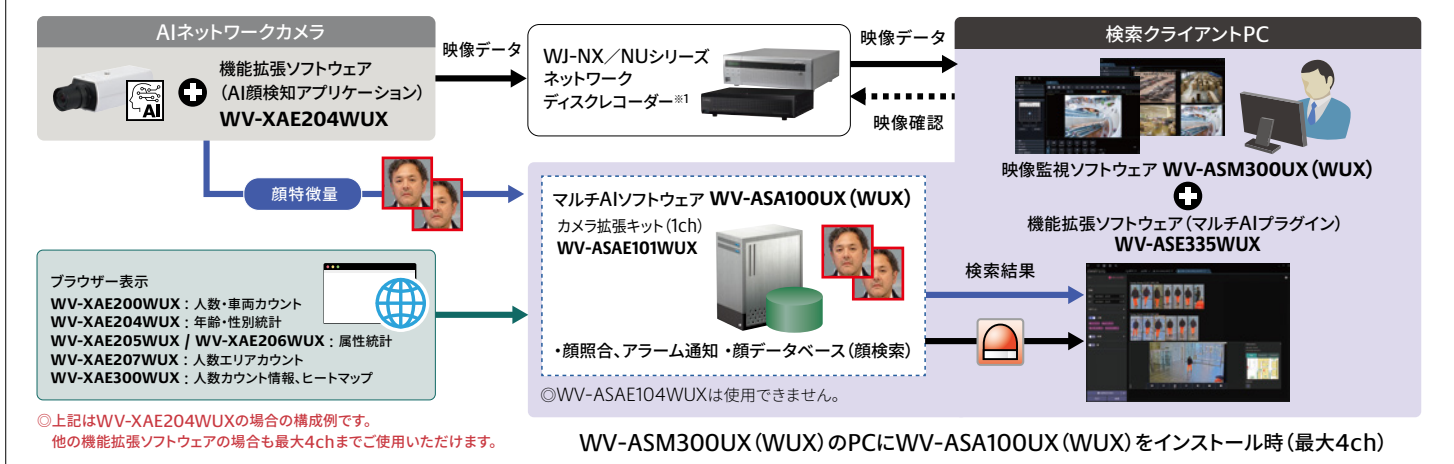 AIネットワークカメラ
機能拡張ソフトウェア
（AI顔検知アプリケーション）
WV-XAE204WUX
AI
映像データ
WJ-NX／NUシリーズ
ネットワーク
ディスクレコーダー※1
映像データ
映像確認
検索クライアントPC
映像監視ソフトウェア WV-ASM300UX（WUX）
機能拡張ソフトウェア（マルチAIプラグイン）
WV-ASE335WUX
顔特徴量
マルチAIソフトウェア WV-ASA100UX（WUX）
カメラ拡張キット（1ch）
WV-ASAE101WUX
・顔照合、アラーム通知 ・顔データベース（顔検索）
◎WV-ASAE104WUXは使用できません。
検索結果
ブラウザー表示
WV-XAE200WUX：人数・車両カウント
WV-XAE204WUX：年齢・性別統計
WV-XAE205WUX / WV-XAE206WUX：属性統計
WV-XAE207WUX：人数エリアカウント
WV-XAE300WUX：人数カウント情報、ヒートマップ
◎上記はWV-XAE204WUXの場合の構成例です。
他の機能拡張ソフトウェアの場合も最大4chまでご使用いただけます。
WV-ASM300UX（WUX）のPCにWV-ASA100UX（WUX）をインストール時（最大4ch）